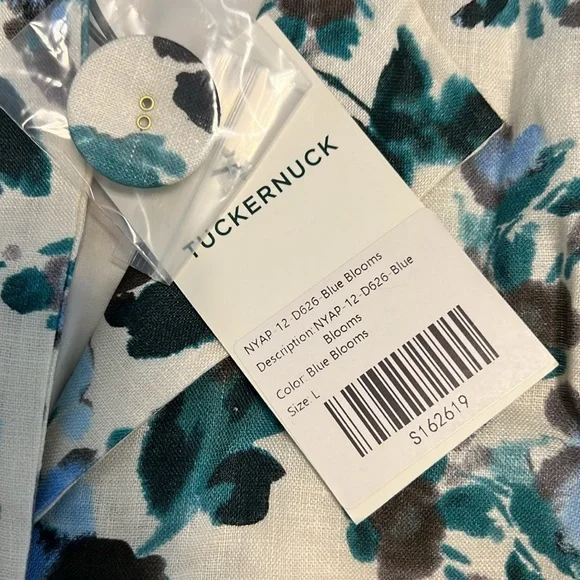 TUCKERNUCK
NYAP-12-D626-Blue Blooms
Description:NYAP-12-D626-Blue
Blooms
Color: Blue Blooms
Size: L
S162619